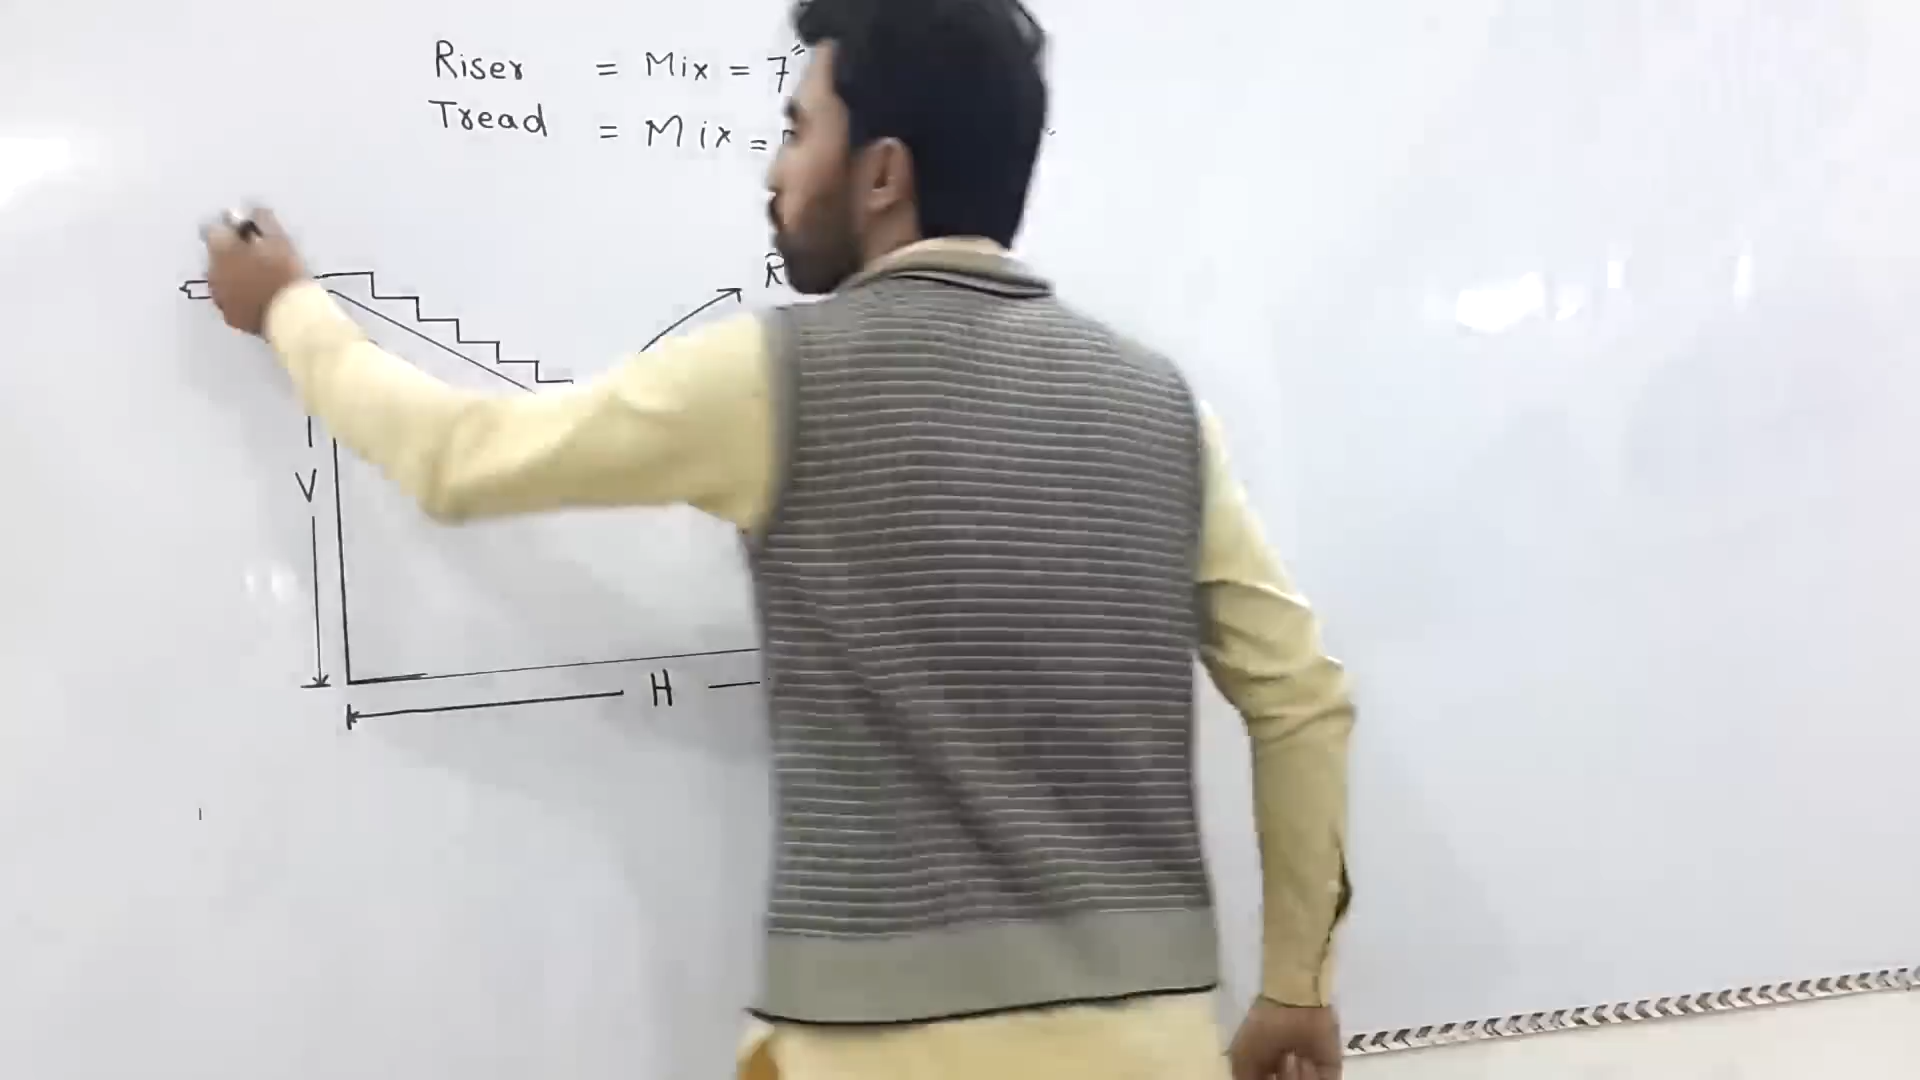 Riser = Mix = 7"
Tread = Mix =
R
V
H